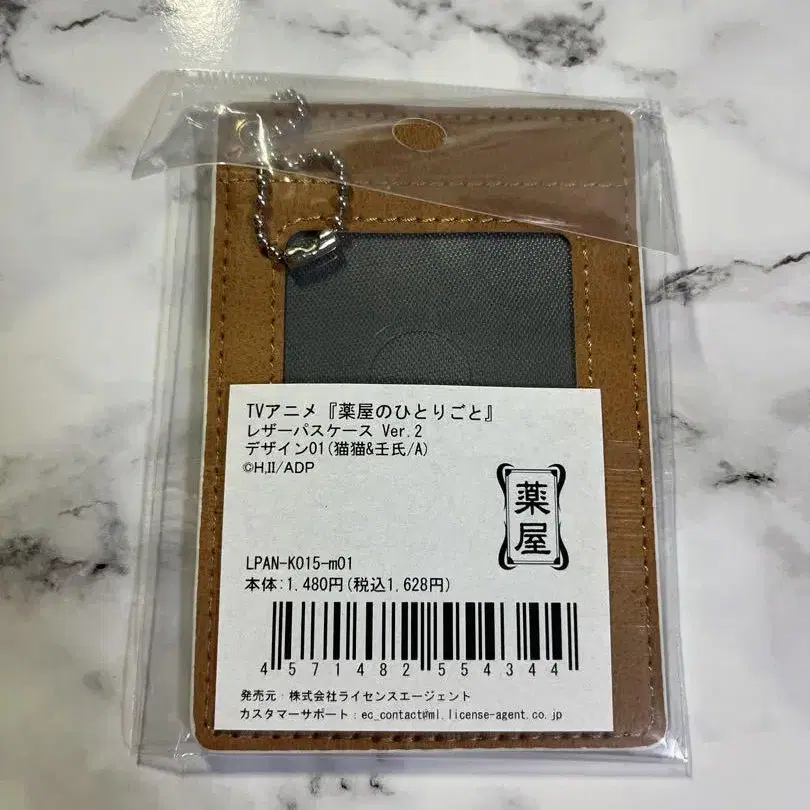 TVアニメ『薬屋のひとりごと』
レザーパスケース Ver.2
デザイン01(猫猫&壬氏/A)
©H,II/ADP
薬屋
LPAN-K015-m01
本体:1,480円(税込1,628円)
4571482554344
発売元:株式会社ライセンスエージェント
カスタマーサポート:ec_contact@ml.license-agent.co.jp